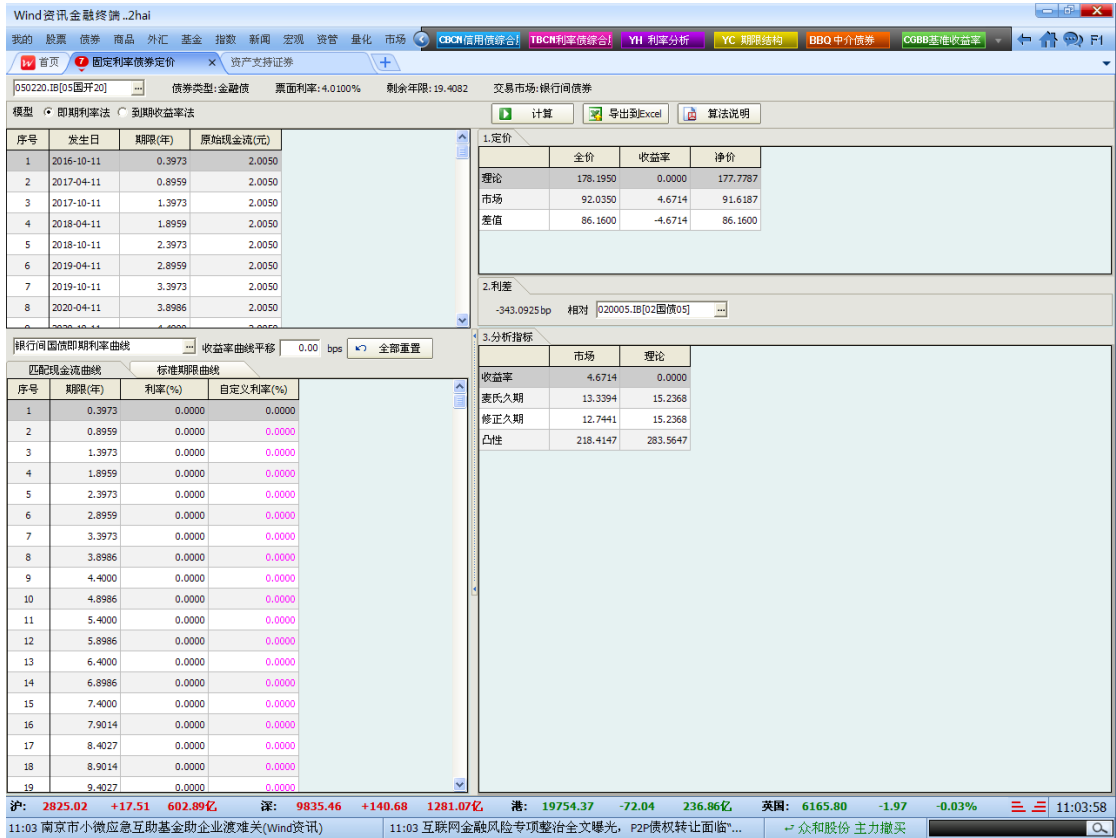 Wind资讯金融终端 ..2hai
我的 股票 债券 商品 外汇 基金 指数 新闻 宏观 资管 量化 市场 CBCN信用债综合屏 TBCN利率债综合屏 YH 利率分析 YC 期限结构 BBQ 中介债券 CGBB基准收益率 F1
首页 7 固定利率债券定价 × 资产支持证券
050220.IB[05国开20] ... 债券类型:金融债 票面利率:4.0100% 剩余年限:19.4082 交易市场:银行间债券
模型 即期利率法 到期收益率法 计算 导出到Excel 算法说明
序号 发生日 期限(年) 原始现金流(元)
1 2016-10-11 0.3973 2.0050
2 2017-04-11 0.8959 2.0050
3 2017-10-11 1.3973 2.0050
4 2018-04-11 1.8959 2.0050
5 2018-10-11 2.3973 2.0050
6 2019-04-11 2.8959 2.0050
7 2019-10-11 3.3973 2.0050
8 2020-04-11 3.8986 2.0050
1.定价
全价 收益率 净价
理论 178.1950 0.0000 177.7787
市场 92.0350 4.6714 91.6187
差值 86.1600 -4.6714 86.1600
2.利差
-343.0925bp 相对 020005.IB[02国债05] ...
银行间国债即期利率曲线 ... 收益率曲线平移 0.00 bps 全部重置
匹配现金流曲线 标准期限曲线
序号 期限(年) 利率(%) 自定义利率(%)
1 0.3973 0.0000 0.0000
2 0.8959 0.0000 0.0000
3 1.3973 0.0000 0.0000
4 1.8959 0.0000 0.0000
5 2.3973 0.0000 0.0000
6 2.8959 0.0000 0.0000
7 3.3973 0.0000 0.0000
8 3.8986 0.0000 0.0000
9 4.4000 0.0000 0.0000
10 4.8986 0.0000 0.0000
11 5.4000 0.0000 0.0000
12 5.8986 0.0000 0.0000
13 6.4000 0.0000 0.0000
14 6.8986 0.0000 0.0000
15 7.4000 0.0000 0.0000
16 7.9014 0.0000 0.0000
17 8.4027 0.0000 0.0000
18 8.9014 0.0000 0.0000
19 9.4027 0.0000 0.0000
3.分析指标
市场 理论
收益率 4.6714 0.0000
麦氏久期 13.3394 15.2368
修正久期 12.7441 15.2368
凸性 218.4147 283.5647
沪: 2825.02 +17.51 602.89亿 深: 9835.46 +140.68 1281.07亿 港: 19754.37 -72.04 236.86亿 英国: 6165.80 -1.97 -0.03% 11:03:58
11:03 南京市小微应急互助基金助企业渡难关(Wind资讯) 11:03 互联网金融风险专项整治全文曝光，P2P债权转让面临"... 众和股份 主力撤买